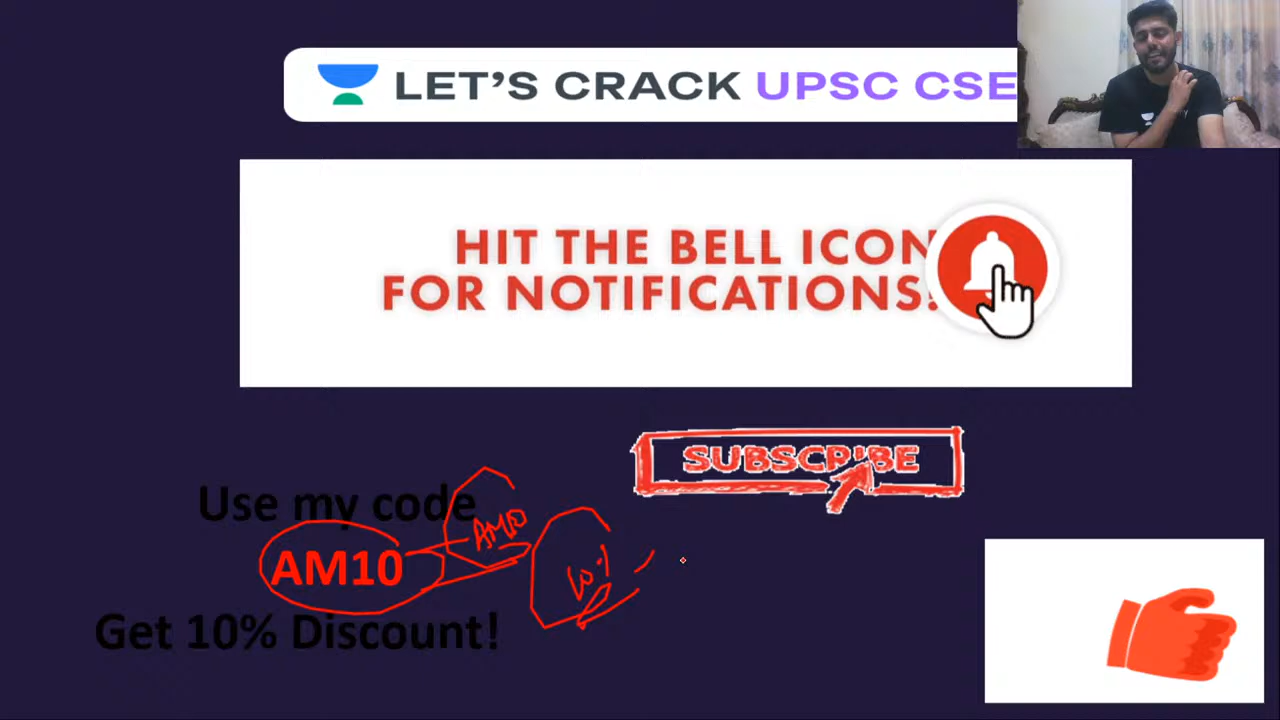 LET'S CRACK UPSC CSE
HIT THE BELL ICON
FOR NOTIFICATIONS!
SUBSCRIBE
Use my code
AM10
AM10
10%
Get 10% Discount!